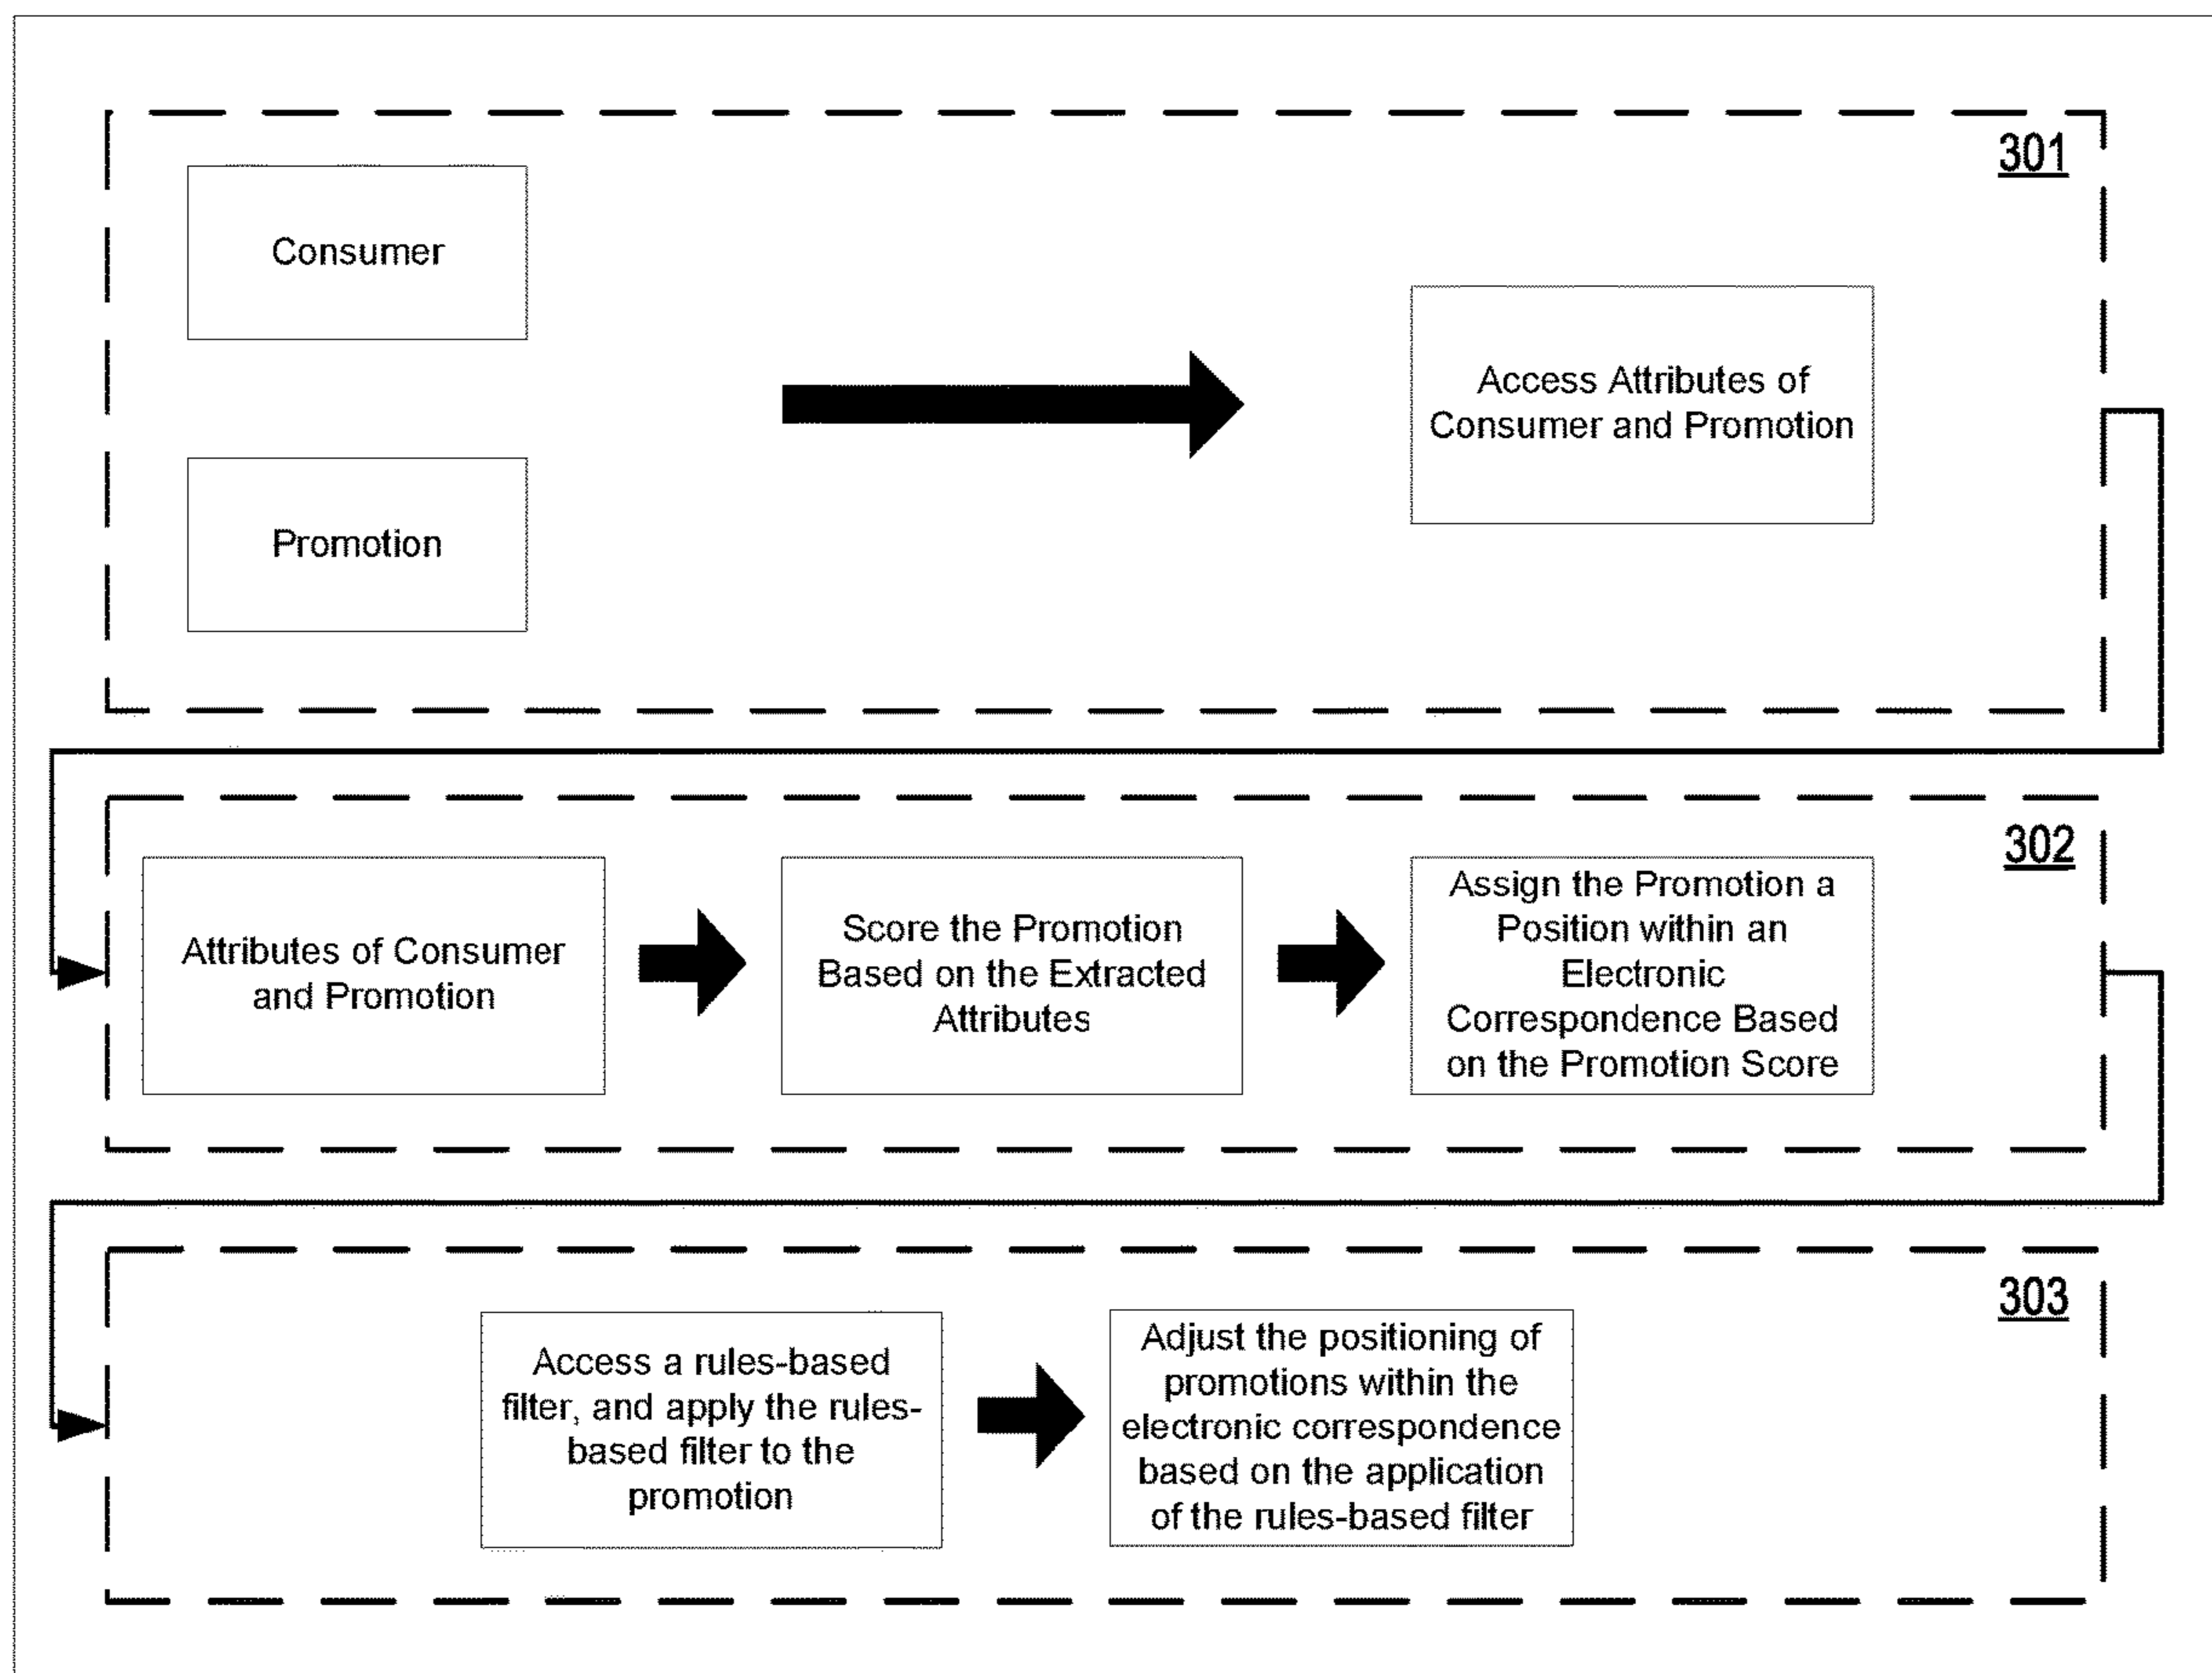 301
Consumer
Access Attributes of
Consumer and Promotion
Promotion
302
Attributes of Consumer
and Promotion
Score the Promotion
Based on the Extracted
Attributes
Assign the Promotion a
Position within an
Electronic
Correspondence Based
on the Promotion Score
303
Access a rules-based
filter, and apply the rules-
based filter to the
promotion
Adjust the positioning of
promotions within the
electronic correspondence
based on the application
of the rules-based filter